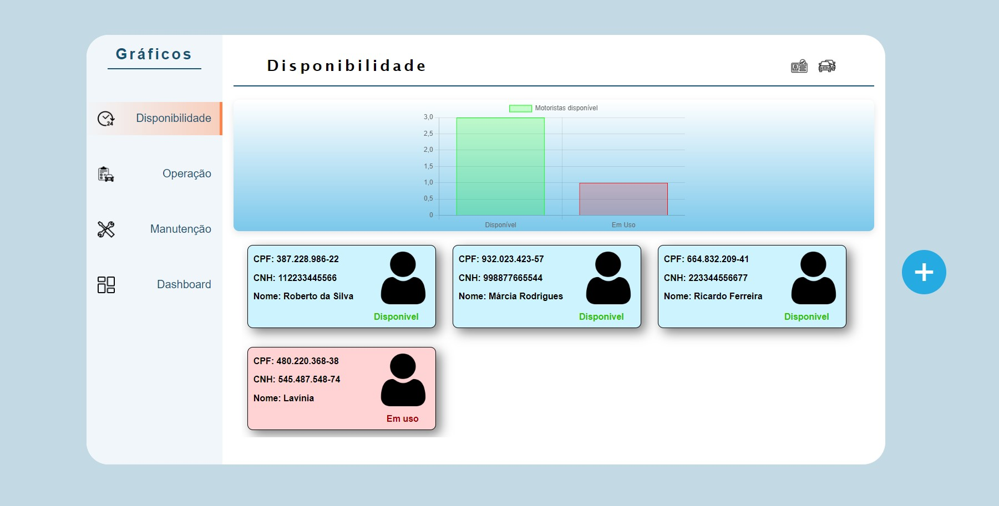 Gráficos
Disponibilidade
Operação
Manutenção
Dashboard
Disponibilidade
Motoristas disponível
3,0
2,5
2,0
1,5
1,0
0,5
0
Disponível
Em Uso
CPF: 387.228.986-22
CNH: 112233445566
Nome: Roberto da Silva
Disponivel
CPF: 932.023.423-57
CNH: 998877665544
Nome: Márcia Rodrigues
Disponivel
CPF: 664.832.209-41
CNH: 223344556677
Nome: Ricardo Ferreira
Disponivel
CPF: 480.220.368-38
CNH: 545.487.548-74
Nome: Lavínia
Em uso
24
+